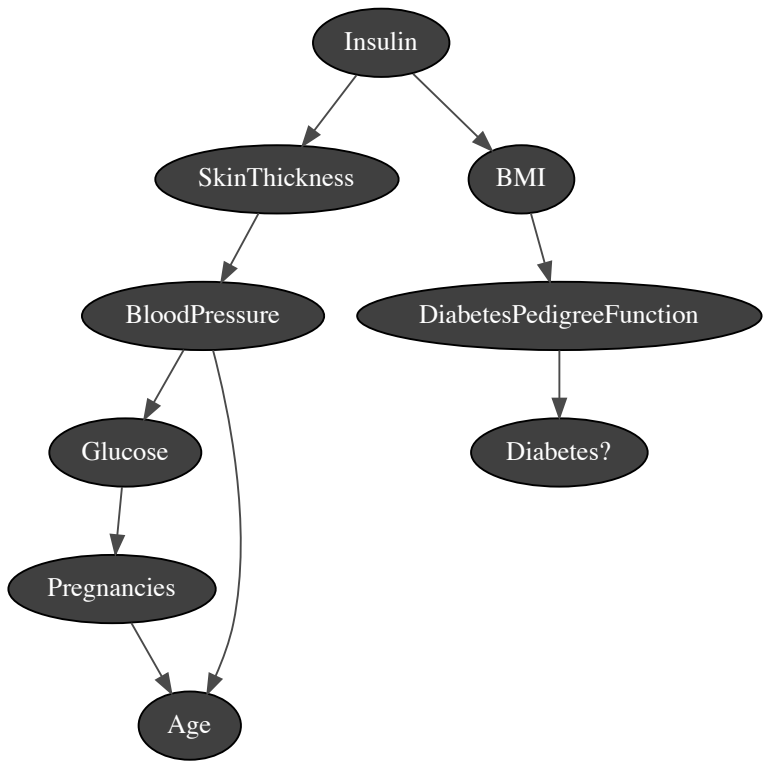 Insulin
SkinThickness
BMI
BloodPressure
DiabetesPedigreeFunction
Glucose
Diabetes?
Pregnancies
Age